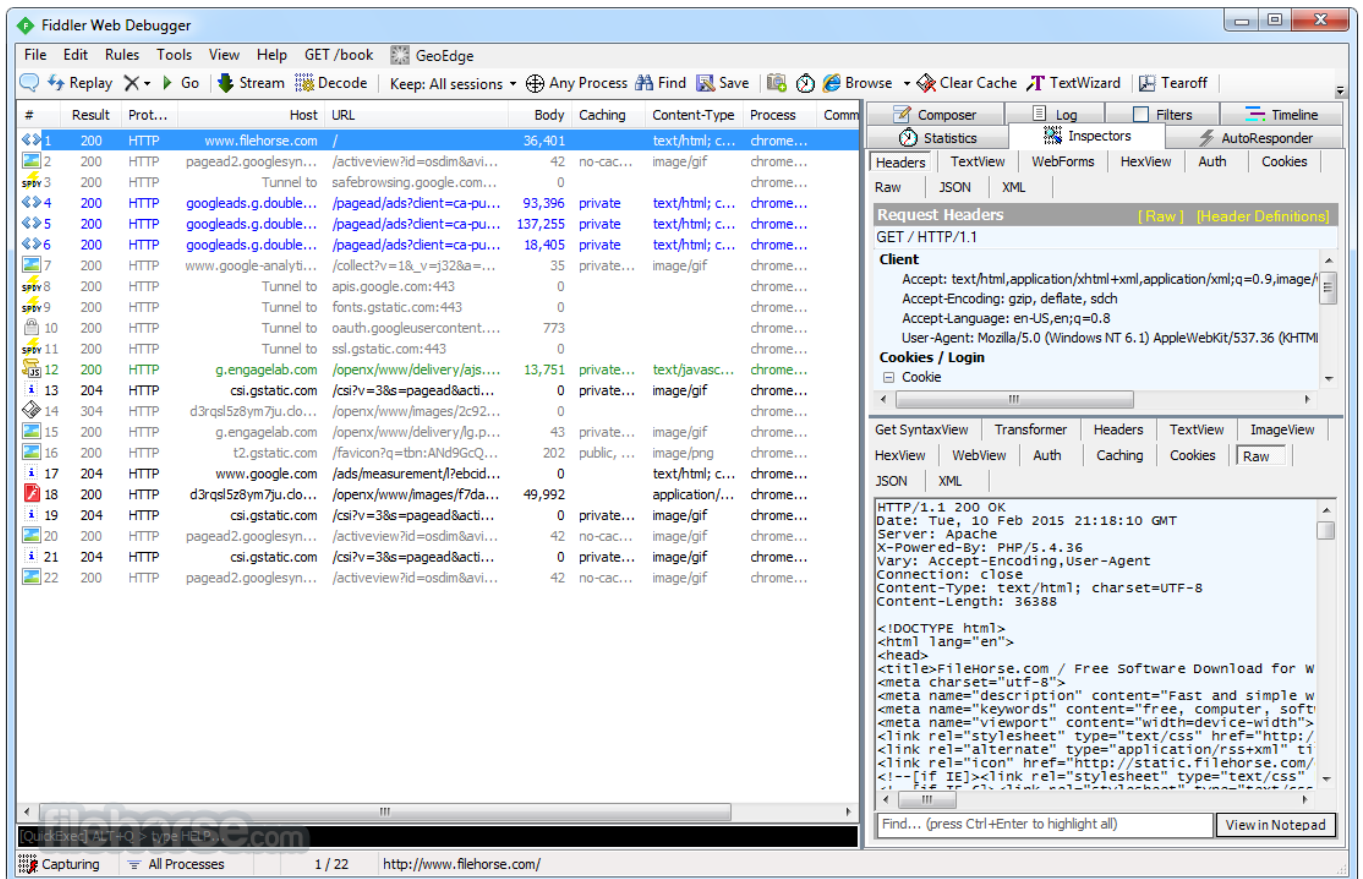 Fiddler Web Debugger
File Edit Rules Tools View Help GET /book GeoEdge
Replay Go Stream Decode Keep: All sessions Any Process Find Save Browse Clear Cache TextWizard Tearoff
# Result Prot... Host URL Body Caching Content-Type Process Comm
1 200 HTTP www.filehorse.com / 36,401 text/html; c... chrome...
2 200 HTTP pagead2.googlesyn... /activeview?id=osdim&avi... 42 no-cac... image/gif chrome...
SPDY 3 200 HTTP Tunnel to safebrowsing.google.com... 0 chrome...
4 200 HTTP googleads.g.double... /pagead/ads?client=ca-pu... 93,396 private text/html; c... chrome...
5 200 HTTP googleads.g.double... /pagead/ads?client=ca-pu... 137,255 private text/html; c... chrome...
6 200 HTTP googleads.g.double... /pagead/ads?client=ca-pu... 18,405 private text/html; c... chrome...
7 200 HTTP www.google-analyti... /collect?v=1&_v=j32&a=... 35 private... image/gif chrome...
SPDY 8 200 HTTP Tunnel to apis.google.com:443 0 chrome...
SPDY 9 200 HTTP Tunnel to fonts.gstatic.com:443 0 chrome...
10 200 HTTP Tunnel to oauth.googleusercontent.... 773 chrome...
SPDY 11 200 HTTP Tunnel to ssl.gstatic.com:443 0 chrome...
JS 12 200 HTTP g.engagelab.com /openx/www/delivery/ajs.... 13,751 private... text/javasc... chrome...
i 13 204 HTTP csi.gstatic.com /csi?v=3&s=pagead&acti... 0 private... image/gif chrome...
14 304 HTTP d3rqsl5z8ym7ju.clo... /openx/www/images/2c92... 0 chrome...
15 200 HTTP g.engagelab.com /openx/www/delivery/lg.p... 43 private... image/gif chrome...
16 200 HTTP t2.gstatic.com /favicon?q=tbn:ANd9GcQ... 202 public, ... image/png chrome...
i 17 204 HTTP www.google.com /ads/measurement/l?ebcid... 0 text/html; c... chrome...
18 200 HTTP d3rqsl5z8ym7ju.clo... /openx/www/images/f7da... 49,992 application/... chrome...
i 19 204 HTTP csi.gstatic.com /csi?v=3&s=pagead&acti... 0 private... image/gif chrome...
20 200 HTTP pagead2.googlesyn... /activeview?id=osdim&avi... 42 no-cac... image/gif chrome...
i 21 204 HTTP csi.gstatic.com /csi?v=3&s=pagead&acti... 0 private... image/gif chrome...
22 200 HTTP pagead2.googlesyn... /activeview?id=osdim&avi... 42 no-cac... image/gif chrome...
[QuickExec] ALT+Q > type HELP...
filehorse.com
Composer Log Filters Timeline
Statistics Inspectors AutoResponder
Headers TextView WebForms HexView Auth Cookies
Raw JSON XML
Request Headers [ Raw ] [Header Definitions]
GET / HTTP/1.1
Client
Accept: text/html,application/xhtml+xml,application/xml;q=0.9,image/
Accept-Encoding: gzip, deflate, sdch
Accept-Language: en-US,en;q=0.8
User-Agent: Mozilla/5.0 (Windows NT 6.1) AppleWebKit/537.36 (KHTML
Cookies / Login
Cookie
Get SyntaxView Transformer Headers TextView ImageView
HexView WebView Auth Caching Cookies Raw
JSON XML
HTTP/1.1 200 OK
Date: Tue, 10 Feb 2015 21:18:10 GMT
Server: Apache
X-Powered-By: PHP/5.4.36
Vary: Accept-Encoding,User-Agent
Connection: close
Content-Type: text/html; charset=UTF-8
Content-Length: 36388
<!DOCTYPE html>
<html lang="en">
<head>
<title>FileHorse.com / Free Software Download for W
<meta charset="utf-8">
<meta name="description" content="Fast and simple w
<meta name="keywords" content="free, computer, soft
<meta name="viewport" content="width=device-width">
<link rel="stylesheet" type="text/css" href="http:/
<link rel="alternate" type="application/rss+xml" ti
<link rel="icon" href="http://static.filehorse.com/
<!--[if IE]><link rel="stylesheet" type="text/css"
Find... (press Ctrl+Enter to highlight all) View in Notepad
Capturing All Processes 1 / 22 http://www.filehorse.com/